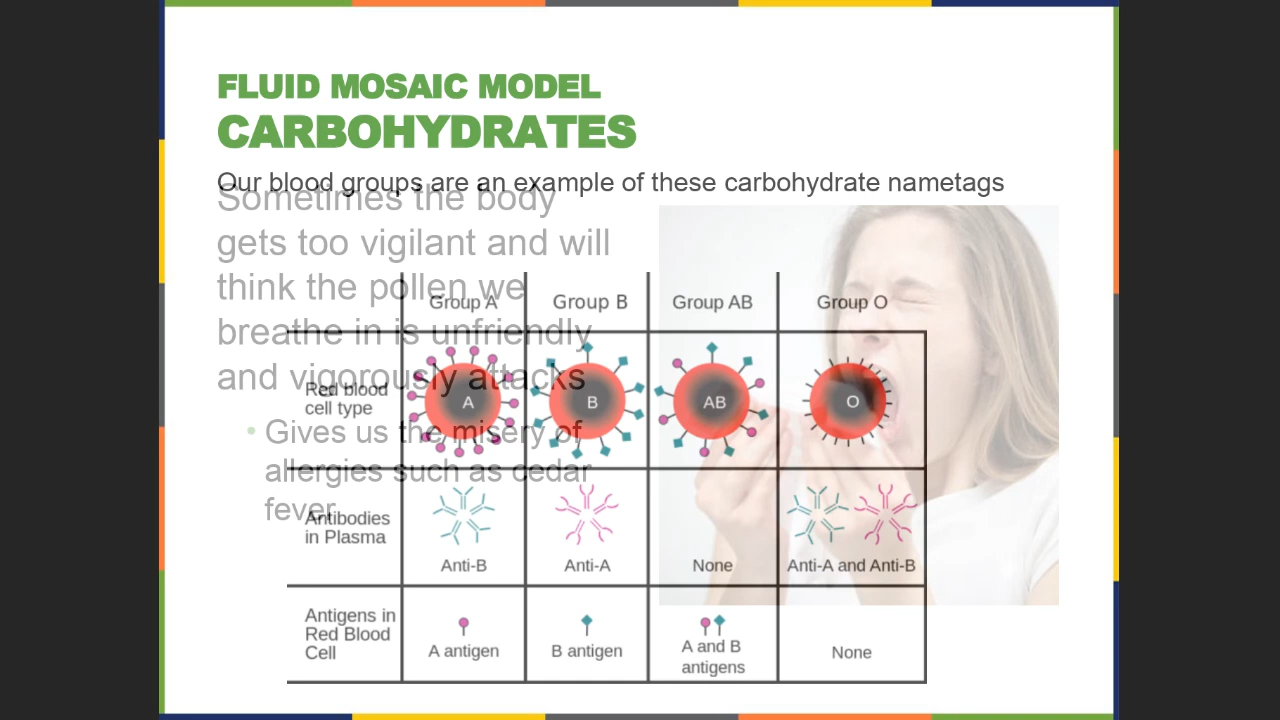 FLUID MOSAIC MODEL
CARBOHYDRATES
Our blood groups are an example of these carbohydrate nametags
Sometimes the body
gets too vigilant and will
think the pollen we
breathe in is unfriendly
and vigorously attacks
• Gives us the misery of
allergies such as cedar
fever
Group A Group B Group AB Group O
Red blood
cell type
A B AB O
Antibodies
in Plasma
Anti-B Anti-A None Anti-A and Anti-B
Antigens in
Red Blood
Cell
A antigen B antigen A and B
antigens None